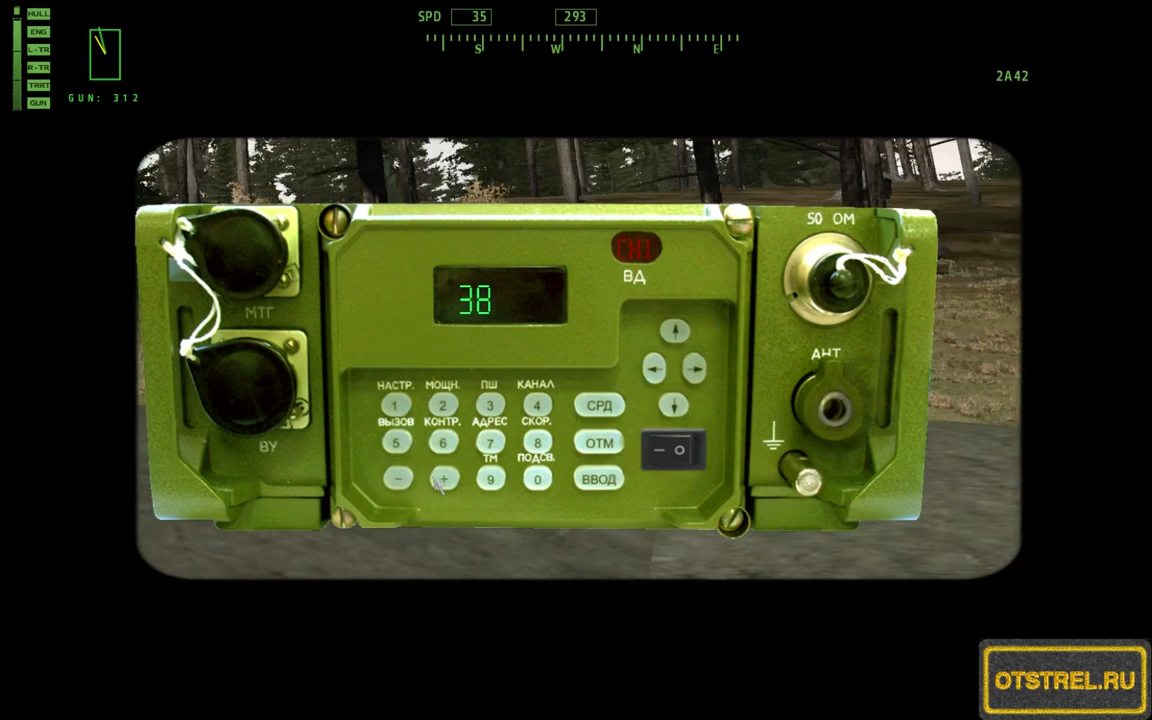 HULL
ENG
L-TR
R-TR
TRRT
GUN
GUN: 312
SPD 35 293
S W N E
2A42
50 ОМ
ВД
38
МТГ
АНТ
НАСТР. МОЩН. ПШ КАНАЛ
1 2 3 4 СРД
ВЫЗОВ КОНТР. АДРЕС СКОР.
5 6 7 8 ОТМ
ВУ
ТМ ПОДСВ.
- + 9 0 ВВОД
OTSTREL.RU